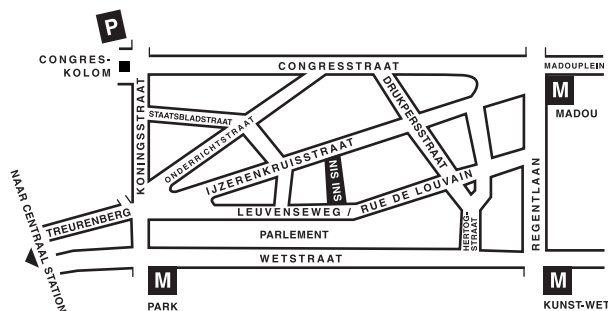 P
CONGRES-
KOLOM
CONGRESSTRAAT
MADOUPLEIN
M
MADOU
KONINGSSTRAAT
STAATSBLADSTRAAT
ONDERRICHTSTRAAT
DRUKPERSSTRAAT
IJZERENKRUISSTRAAT
NIS INS
REGENTLAAN
NAAR CENTRAAL STATION
TREURENBERG
LEUVENSEWEG / RUE DE LOUVAIN
HERTOG-
STRAAT
PARLEMENT
WETSTRAAT
M
PARK
M
KUNST-WET